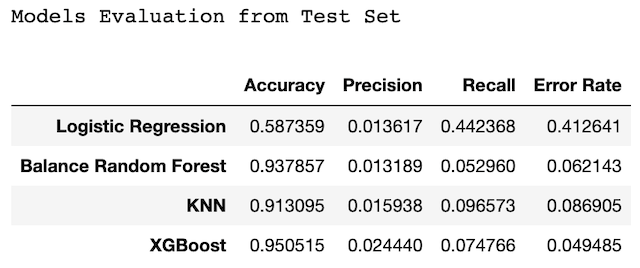 Models Evaluation from Test Set
Accuracy Precision Recall Error Rate
Logistic Regression 0.587359 0.013617 0.442368 0.412641
Balance Random Forest 0.937857 0.013189 0.052960 0.062143
KNN 0.913095 0.015938 0.096573 0.086905
XGBoost 0.950515 0.024440 0.074766 0.049485